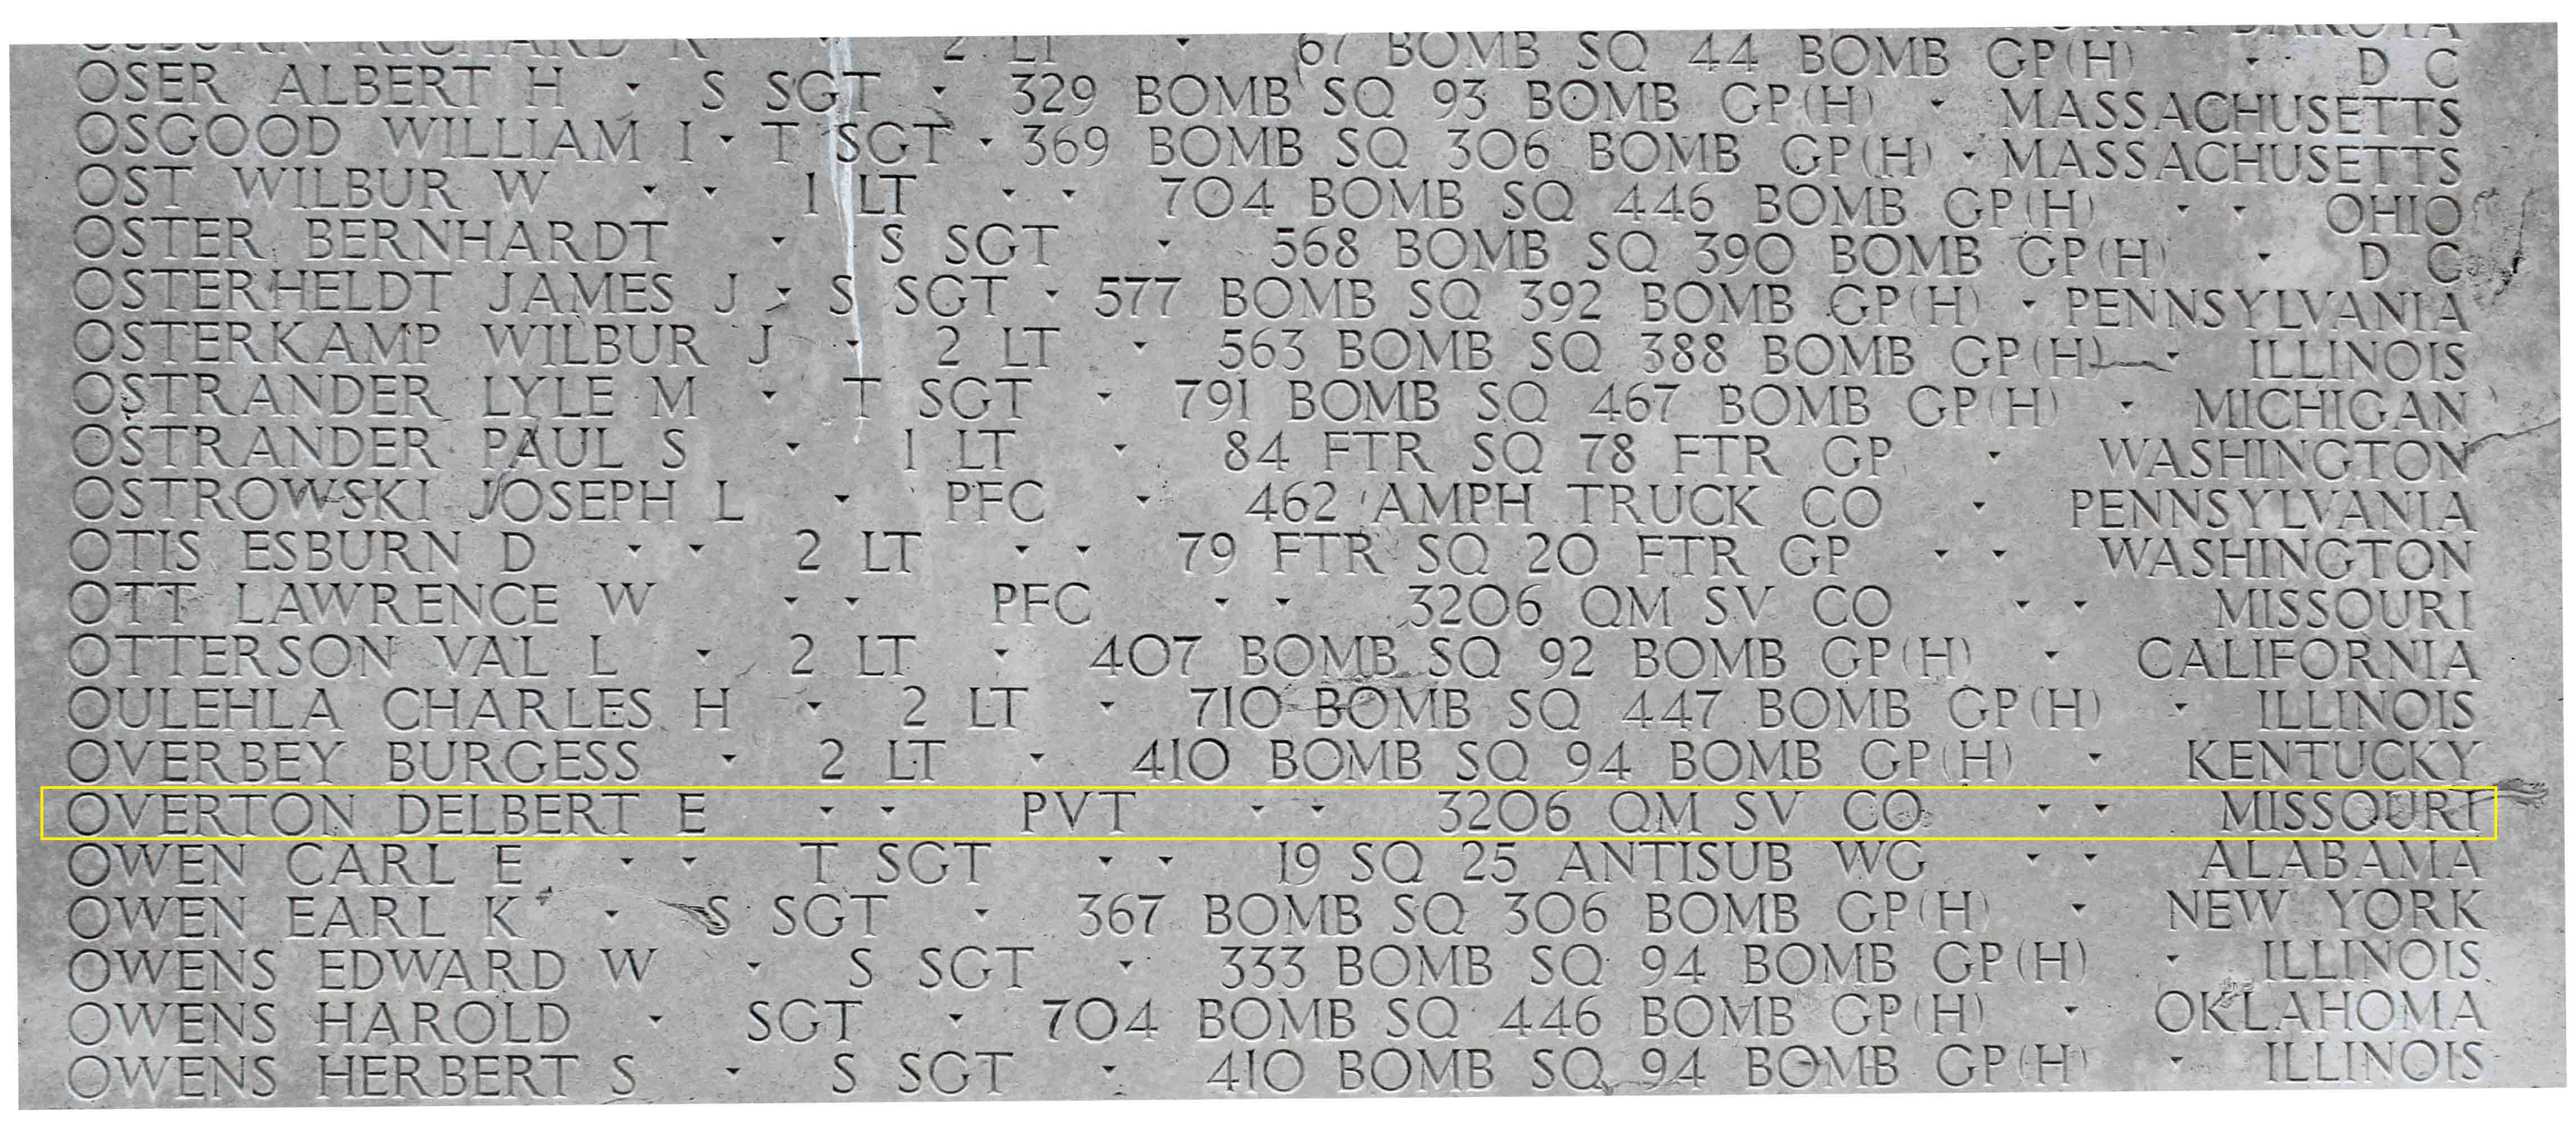 OSBURN RICHARD R · 2 LT · 67 BOMB SQ 44 BOMB GP(H) · D C
OSER ALBERT H · S SGT · 329 BOMB SQ 93 BOMB GP(H) · MASSACHUSETTS
OSGOOD WILLIAM I · T SGT · 369 BOMB SQ 306 BOMB GP(H) · MASSACHUSETTS
OST WILBUR W · · 1 LT · · 704 BOMB SQ 446 BOMB GP(H) · · OHIO
OSTER BERNHARDT · S SGT · 568 BOMB SQ 390 BOMB GP(H) · D C
OSTERHELDT JAMES J · S SGT · 577 BOMB SQ 392 BOMB GP(H) · PENNSYLVANIA
OSTERKAMP WILBUR J · 2 LT · 563 BOMB SQ 388 BOMB GP(H) · ILLINOIS
OSTRANDER LYLE M · T SGT · 791 BOMB SQ 467 BOMB GP(H) · MICHIGAN
OSTRANDER PAUL S · 1 LT · 84 FTR SQ 78 FTR GP · WASHINGTON
OSTROWSKI JOSEPH L · PFC · 462 AMPH TRUCK CO · PENNSYLVANIA
OTIS ESBURN D · · 2 LT · · 79 FTR SQ 20 FTR GP · · WASHINGTON
OTT LAWRENCE W · · PFC · · 3206 QM SV CO · · MISSOURI
OTTERSON VAL L · 2 LT · 407 BOMB SQ 92 BOMB GP(H) · CALIFORNIA
OULEHLA CHARLES H · 2 LT · 710 BOMB SQ 447 BOMB GP(H) · ILLINOIS
OVERBEY BURGESS · 2 LT · 410 BOMB SQ 94 BOMB GP(H) · KENTUCKY
OVERTON DELBERT E · · PVT · · 3206 QM SV CO · · MISSOURI
OWEN CARL E · · T SGT · · 19 SQ 25 ANTISUB WG · · ALABAMA
OWEN EARL K · S SGT · 367 BOMB SQ 306 BOMB GP(H) · NEW YORK
OWENS EDWARD W · S SGT · 333 BOMB SQ 94 BOMB GP(H) · ILLINOIS
OWENS HAROLD · SGT · 704 BOMB SQ 446 BOMB GP(H) · OKLAHOMA
OWENS HERBERT S · S SGT · 410 BOMB SQ 94 BOMB GP(H) · ILLINOIS